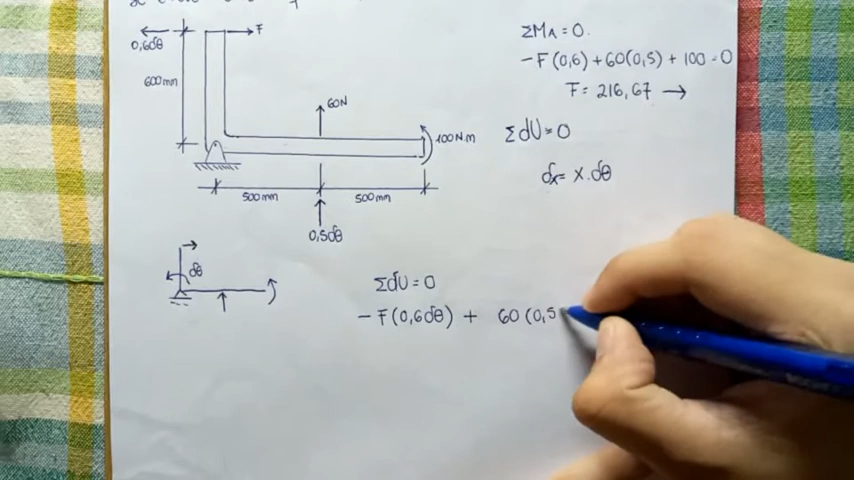 F
0,6dθ
600mm
60N
100N.m
500mm
500mm
0,5dθ
ΣMA=0.
-F(0,6)+60(0,5)+100=0
F=216,67 →
ΣdU=0
dx= x.dθ
dθ
ΣdU=0
-F(0,6dθ) + 60(0,5